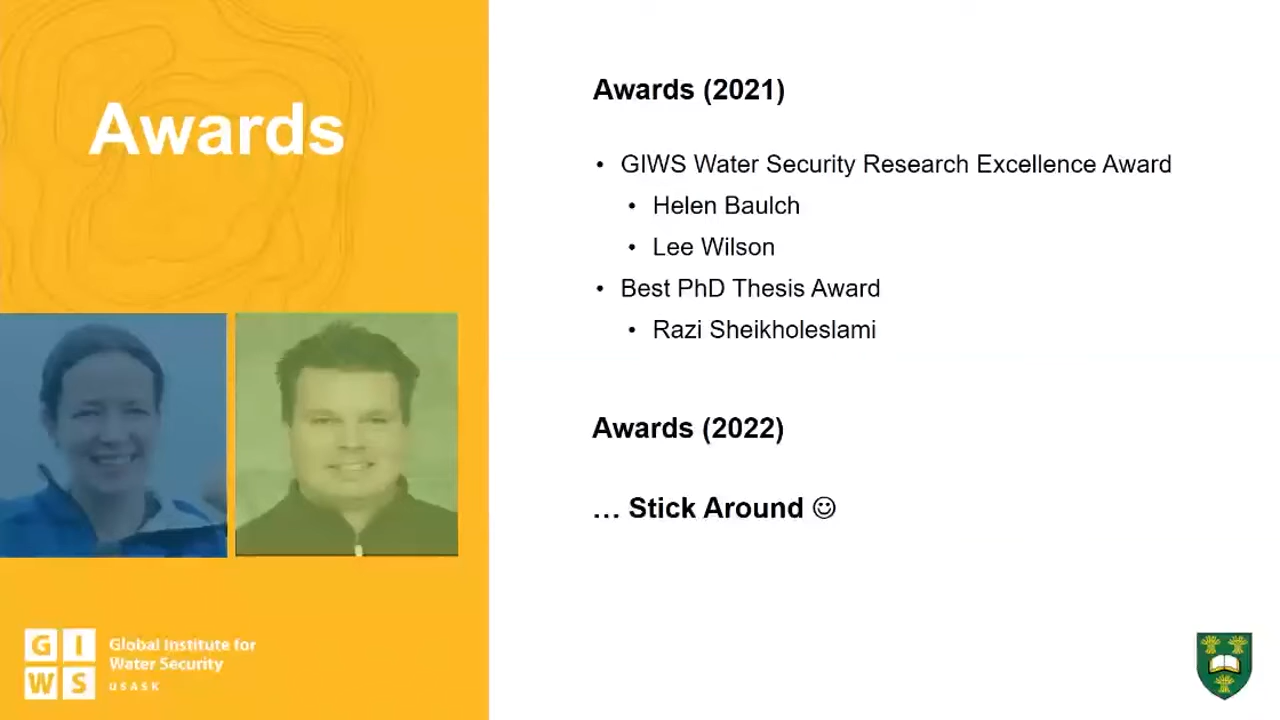 Awards
Awards (2021)
• GIWS Water Security Research Excellence Award
• Helen Baulch
• Lee Wilson
• Best PhD Thesis Award
• Razi Sheikholeslami
Awards (2022)
… Stick Around ☺
G I
W S
Global Institute for
Water Security
USASK